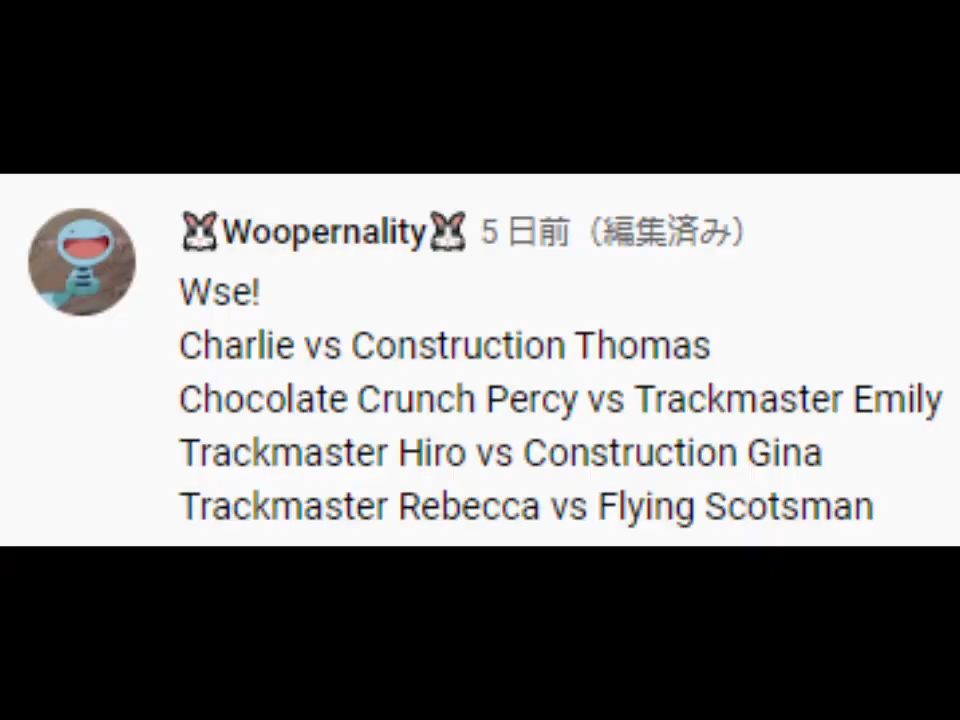 🐰Woopernality🐰 5 日前（編集済み）
Wse!
Charlie vs Construction Thomas
Chocolate Crunch Percy vs Trackmaster Emily
Trackmaster Hiro vs Construction Gina
Trackmaster Rebecca vs Flying Scotsman